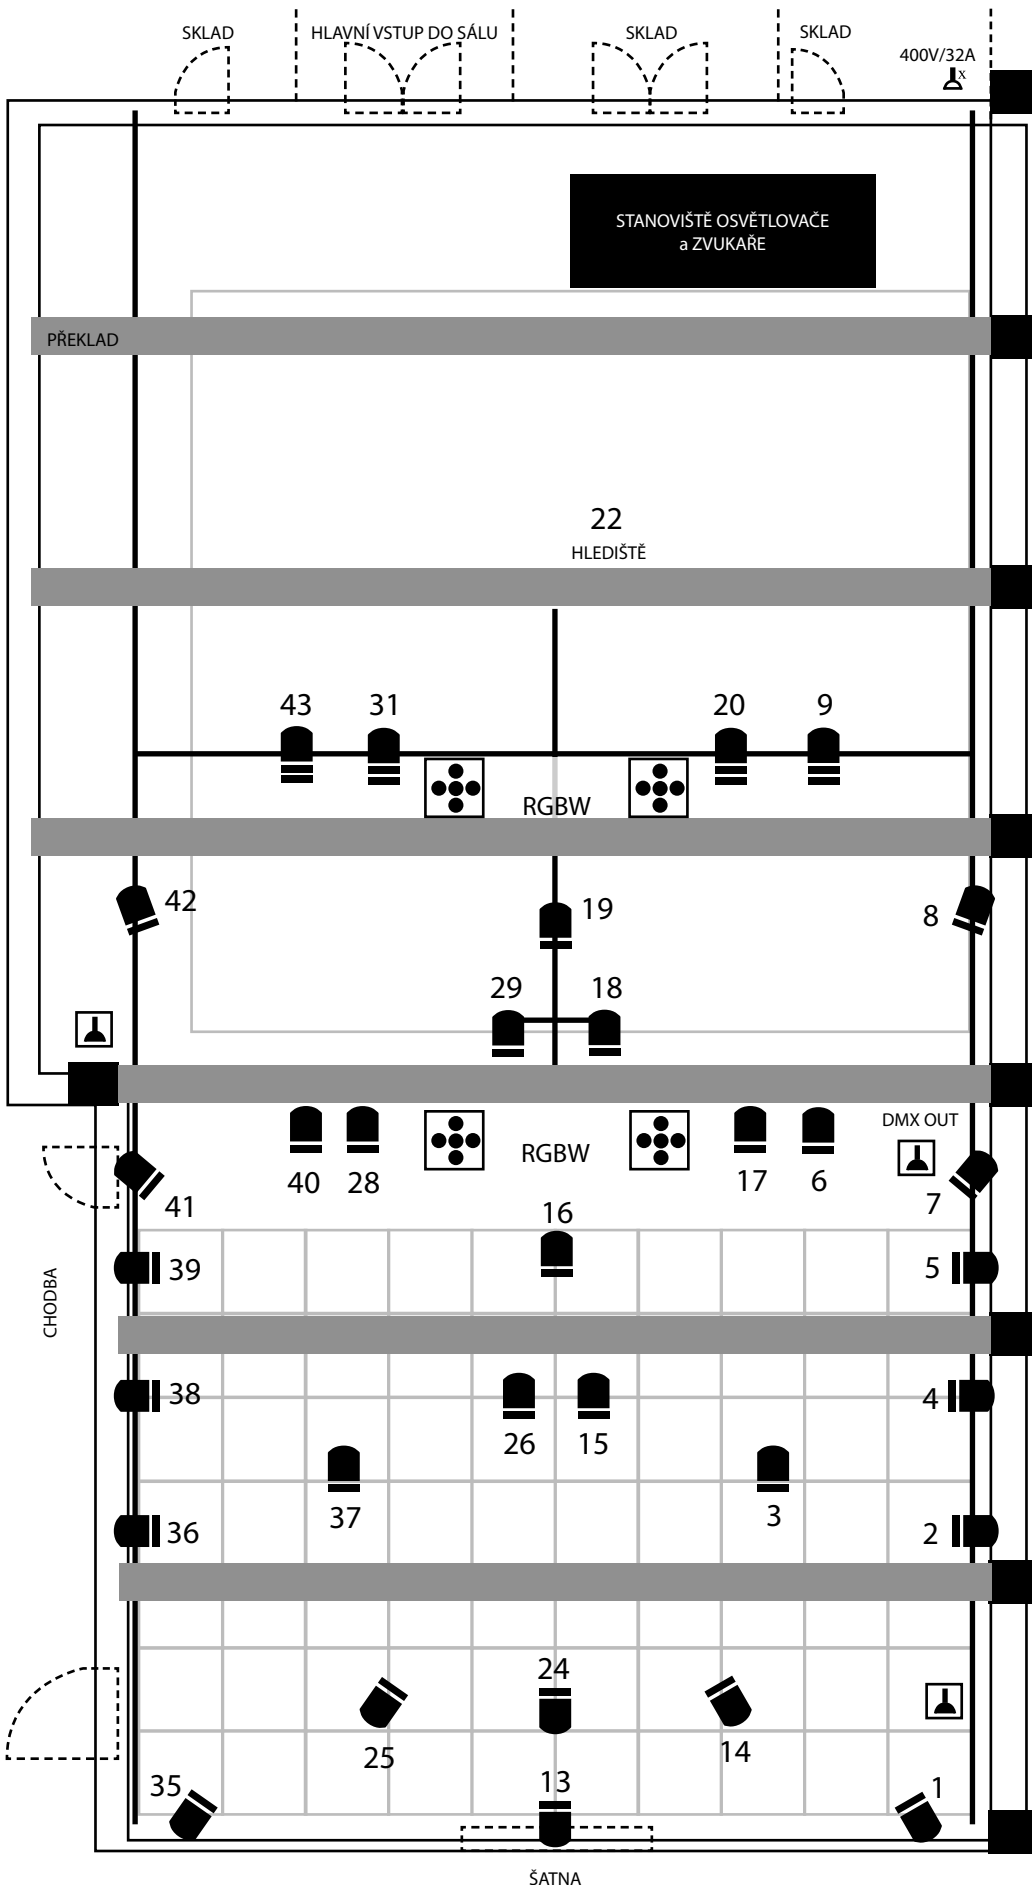 SKLAD
HLAVNÍ VSTUP DO SÁLU
SKLAD
SKLAD
400V/32A
x
STANOVIŠTĚ OSVĚTLOVAČE
a ZVUKAŘE
PŘEKLAD
22
HLEDIŠTĚ
43
31
20
9
RGBW
42
19
8
29
18
DMX OUT
RGBW
40
28
17
6
41
16
7
39
5
CHODBA
38
4
26
15
37
3
36
2
24
25
14
35
13
1
ŠATNA